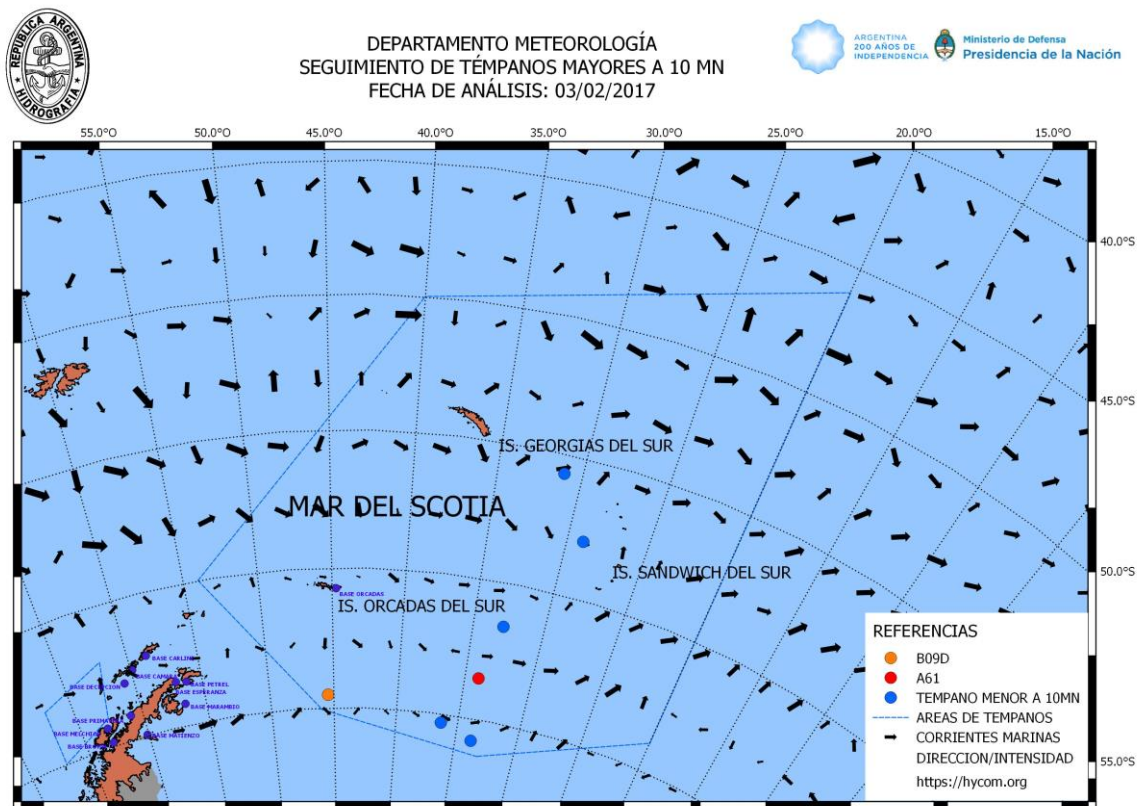 REPUBLICA ARGENTINA
HIDROGRAFIA
DEPARTAMENTO METEOROLOGÍA
SEGUIMIENTO DE TÉMPANOS MAYORES A 10 MN
FECHA DE ANÁLISIS: 03/02/2017
ARGENTINA
200 AÑOS DE
INDEPENDENCIA
Ministerio de Defensa
Presidencia de la Nación
55.0°O 50.0°O 45.0°O 40.0°O 35.0°O 30.0°O 25.0°O 20.0°O 15.0°O
40.0°S
45.0°S
IS. GEORGIAS DEL SUR
MAR DEL SCOTIA
50.0°S
IS. SANDWICH DEL SUR
BASE ORCADAS
IS. ORCADAS DEL SUR
BASE CARLINI
BASE CAMARA
BASE PETREL
BASE DECEPCION
BASE ESPERANZA
BASE MARAMBIO
BASE MELCHIOR
BASE MATIENZO
55.0°S
REFERENCIAS
B09D
A61
TEMPANO MENOR A 10MN
AREAS DE TEMPANOS
CORRIENTES MARINAS
DIRECCION/INTENSIDAD
https://hycom.org